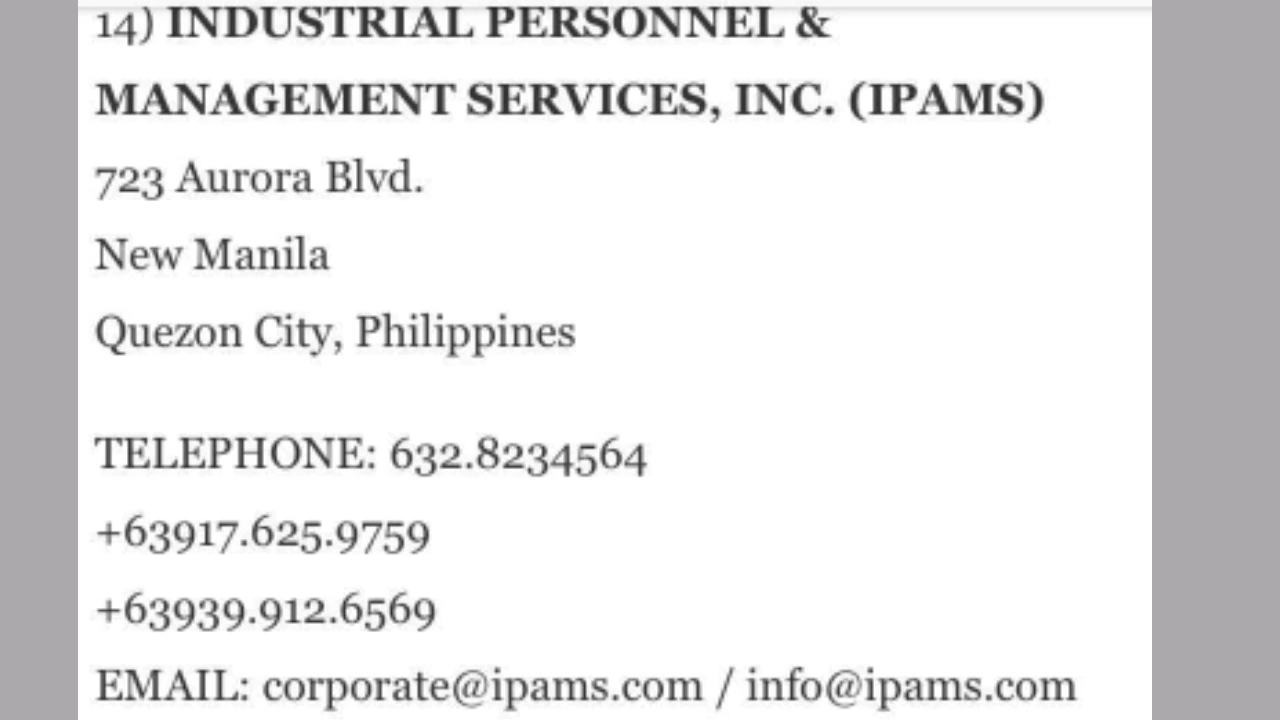 14) INDUSTRIAL PERSONNEL &
MANAGEMENT SERVICES, INC. (IPAMS)
723 Aurora Blvd.
New Manila
Quezon City, Philippines
TELEPHONE: 632.8234564
+63917.625.9759
+63939.912.6569
EMAIL: corporate@ipams.com / info@ipams.com